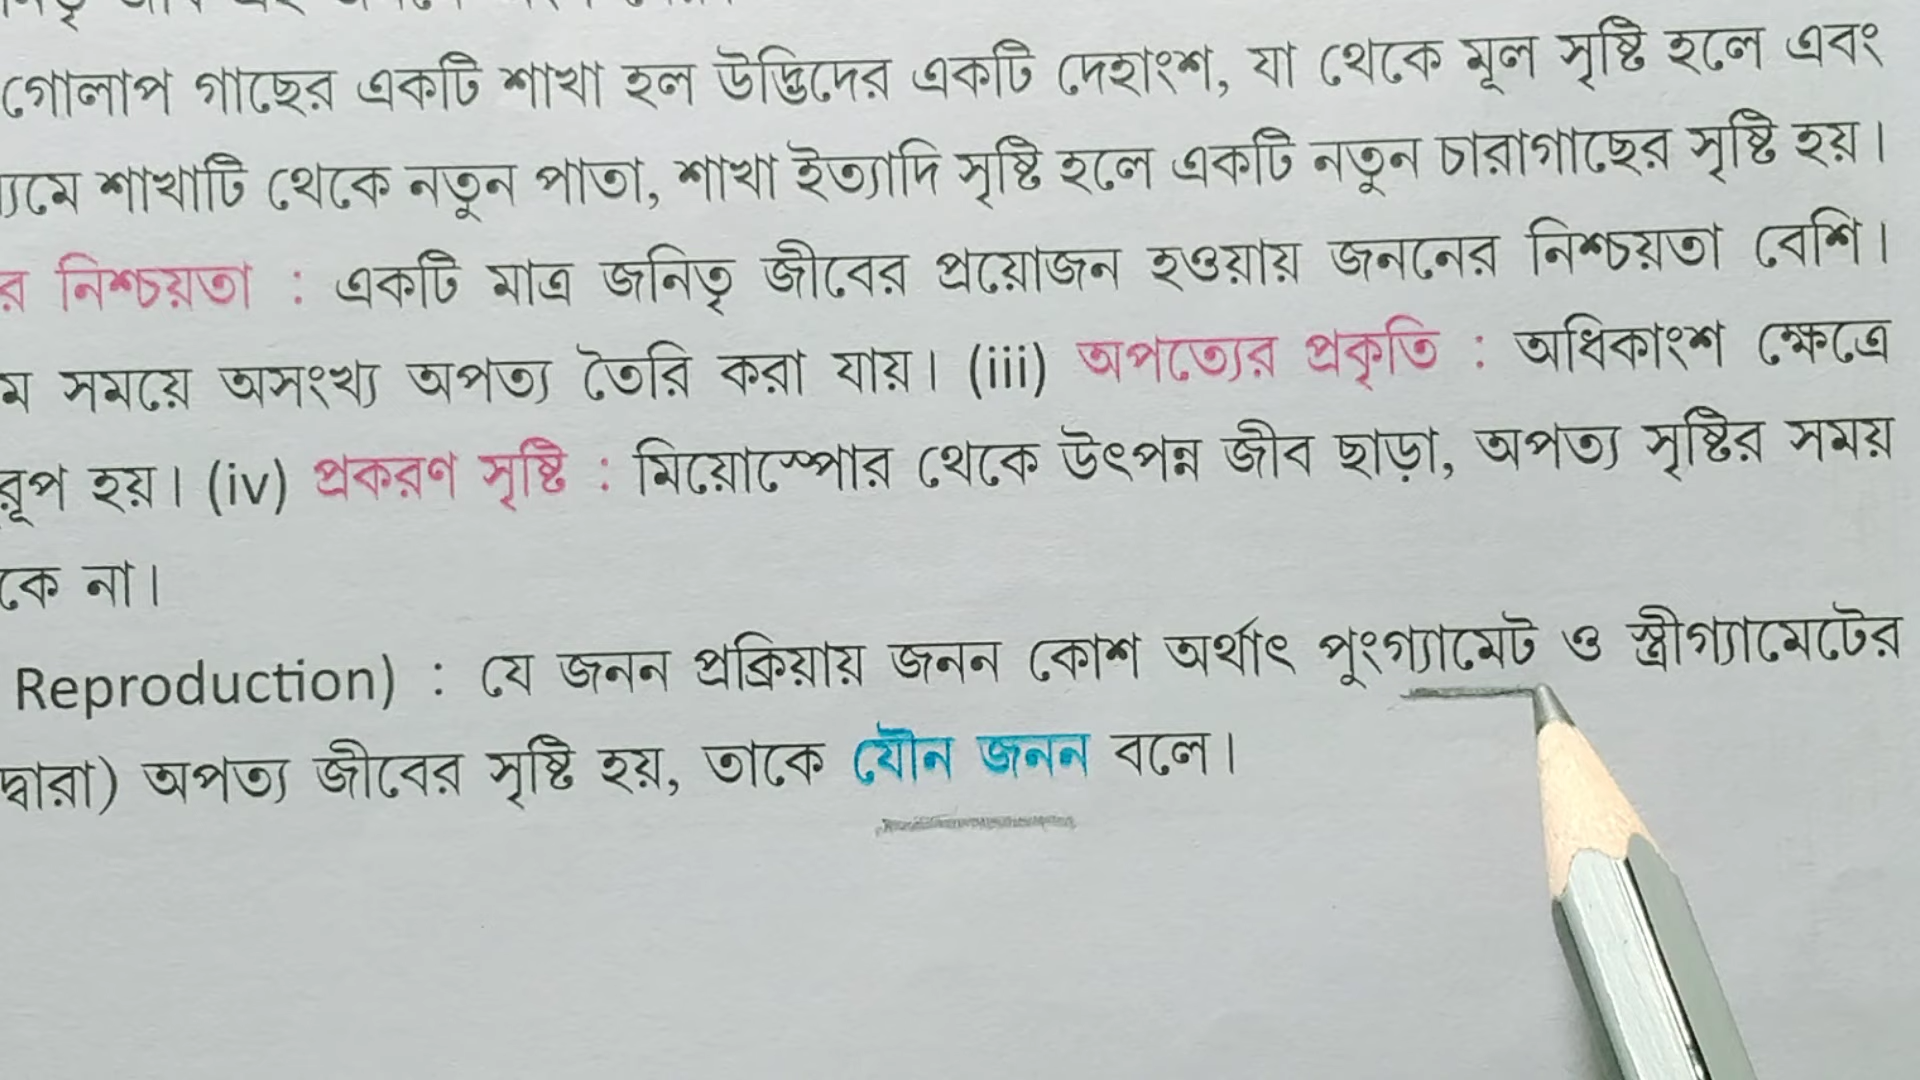 গোলাপ গাছের একটি শাখা হল উদ্ভিদের একটি দেহাংশ, যা থেকে মূল সৃষ্টি হলে এবং
্যমে শাখাটি থেকে নতুন পাতা, শাখা ইত্যাদি সৃষ্টি হলে একটি নতুন চারাগাছের সৃষ্টি হয়।
র নিশ্চয়তা : একটি মাত্র জনিতৃ জীবের প্রয়োজন হওয়ায় জননের নিশ্চয়তা বেশি।
ম সময়ে অসংখ্য অপত্য তৈরি করা যায়। (iii) অপত্যের প্রকৃতি : অধিকাংশ ক্ষেত্রে
রূপ হয়। (iv) প্রকরণ সৃষ্টি : মিয়োস্পোর থেকে উৎপন্ন জীব ছাড়া, অপত্য সৃষ্টির সময়
কে না।
Reproduction) : যে জনন প্রক্রিয়ায় জনন কোশ অর্থাৎ পুংগ্যামেট ও স্ত্রীগ্যামেটের
দ্বারা) অপত্য জীবের সৃষ্টি হয়, তাকে যৌন জনন বলে।